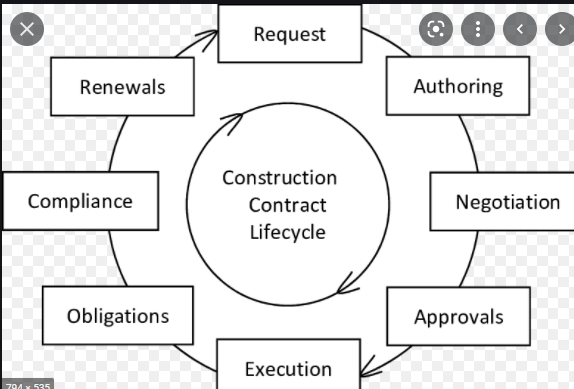 Request
Authoring
Negotiation
Approvals
Execution
Obligations
Compliance
Renewals
Construction
Contract
Lifecycle
794 x 535